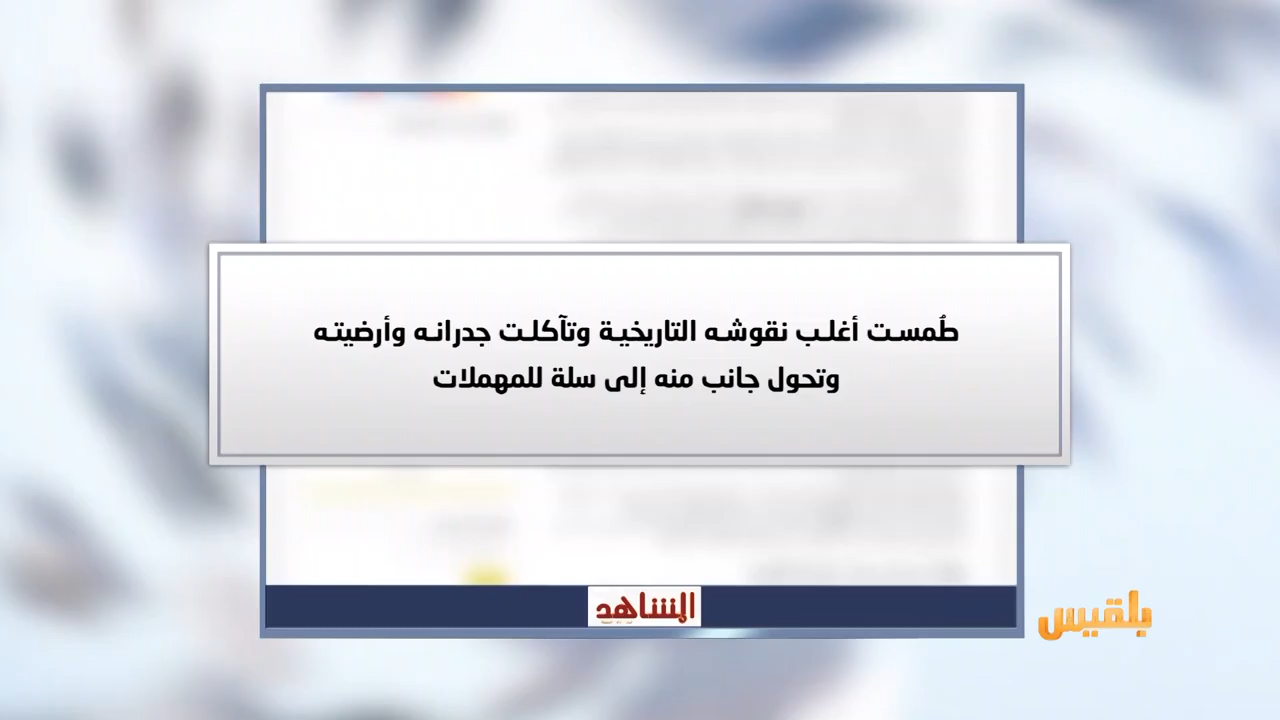 طُمست أغلب نقوشه التاريخية وتآكلت جدرانه وأرضيته
وتحول جانب منه إلى سلة للمهملات
المشاهد
بلقيس